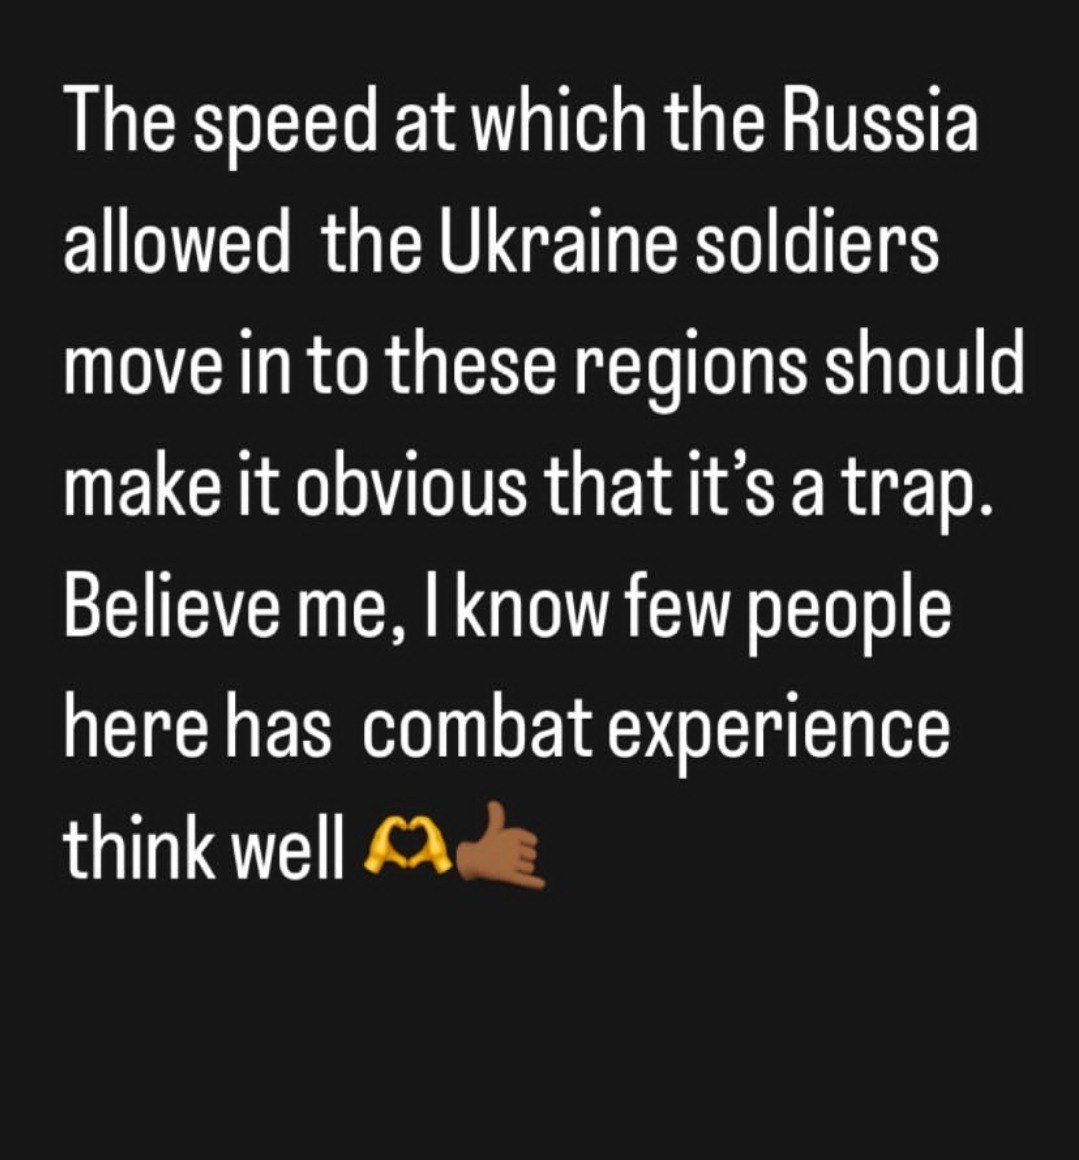 The speed at which the Russia
allowed  the Ukraine soldiers
move in to these regions should
make it obvious that it’s a trap.
Believe me, I know few people
here has  combat experience
think well 🫶🤙🏾